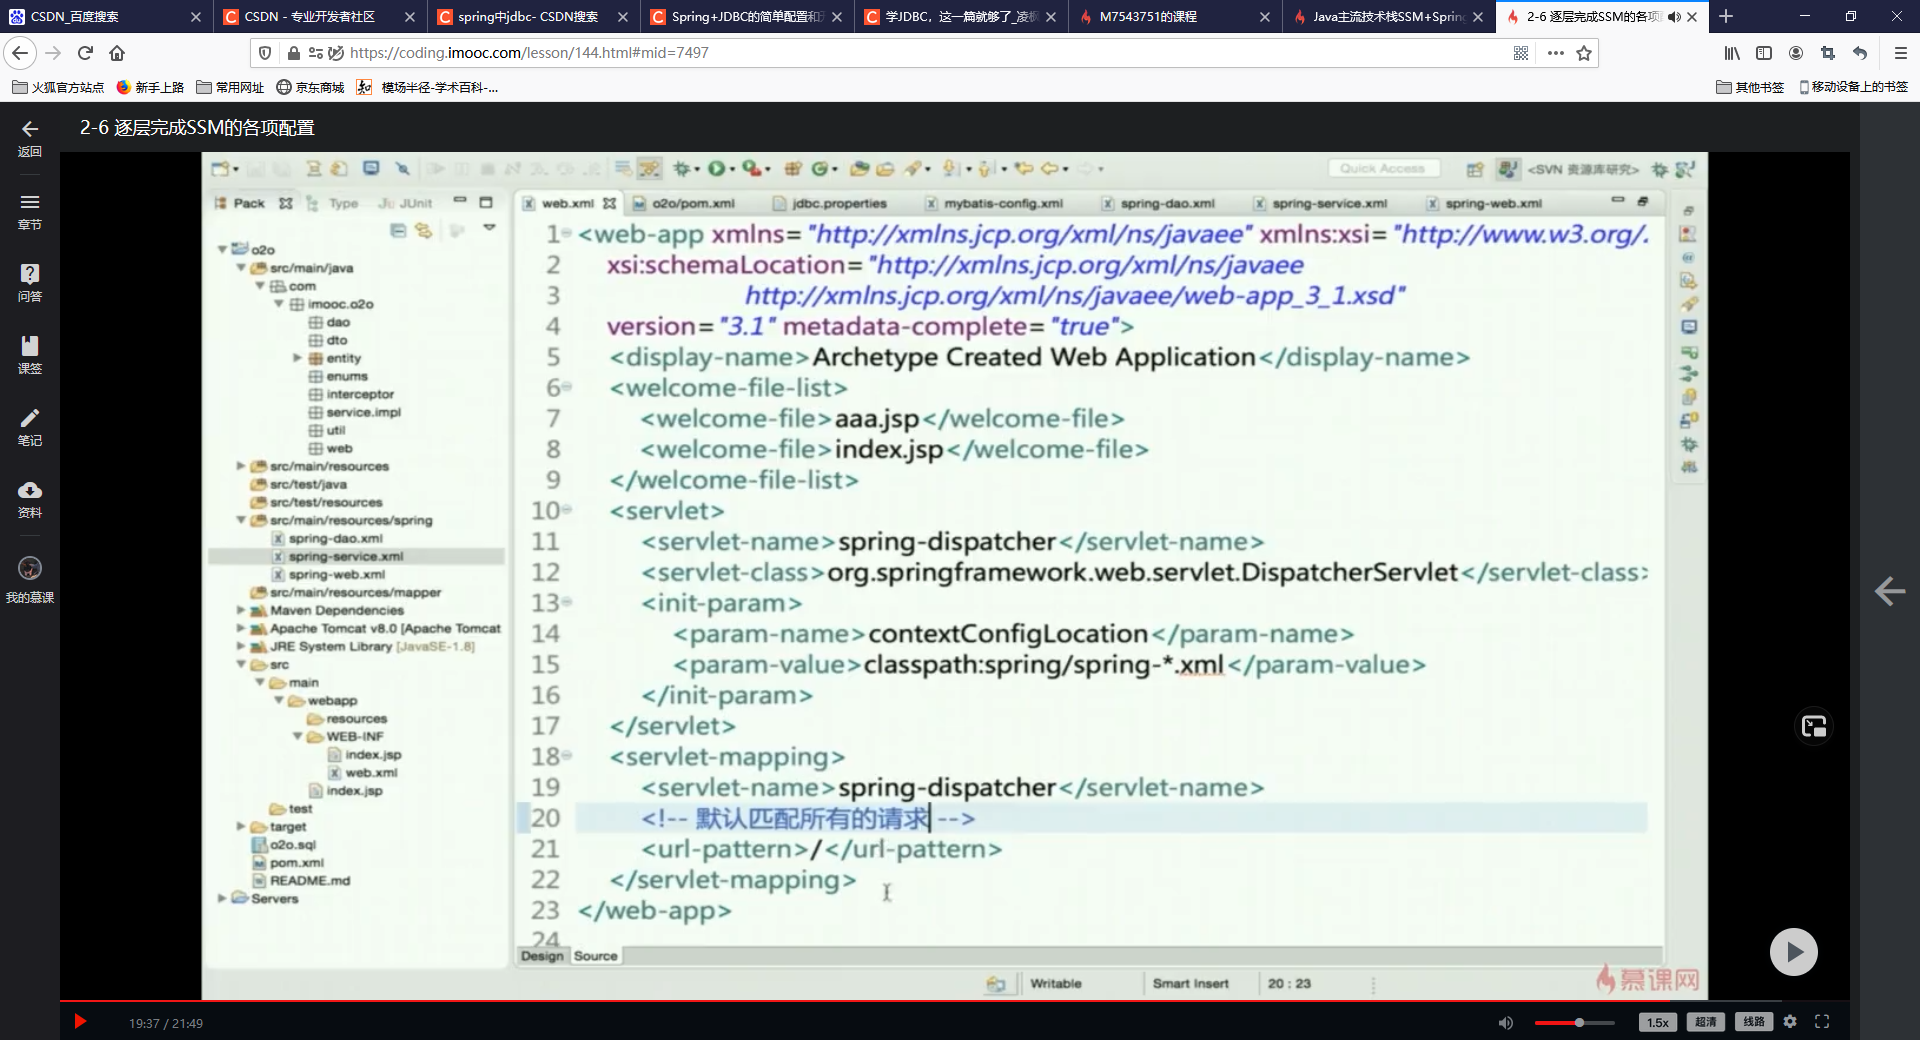 CSDN_百度搜索
CSDN - 专业开发者社区
spring中jdbc- CSDN搜索
Spring+JDBC的简单配置和
学JDBC，这一篇就够了_凌枫
M7543751的课程
Java主流技术栈SSM+Spring
2-6 逐层完成SSM的各项
https://coding.imooc.com/lesson/144.html#mid=7497
火狐官方站点
新手上路
常用网址
京东商城
模场半径-学术百科-...
其他书签
移动设备上的书签
返回
2-6 逐层完成SSM的各项配置
章节
问答
课签
笔记
资料
我的慕课
Quick Access
<SVN 资源库研究>
Pack
Type
JUnit
web.xml
o2o/pom.xml
jdbc.properties
mybatis-config.xml
spring-dao.xml
spring-service.xml
spring-web.xml
o2o
src/main/java
com
imooc.o2o
dao
dto
entity
enums
interceptor
service.impl
util
web
src/main/resources
src/test/java
src/test/resources
src/main/resources/spring
spring-dao.xml
spring-service.xml
spring-web.xml
src/main/resources/mapper
Maven Dependencies
Apache Tomcat v8.0 [Apache Tomcat
JRE System Library [JavaSE-1.8]
src
main
webapp
resources
WEB-INF
index.jsp
web.xml
index.jsp
test
target
o2o.sql
pom.xml
README.md
Servers
1 <web-app xmlns="http://xmlns.jcp.org/xml/ns/javaee" xmlns:xsi="http://www.w3.org/.
2 xsi:schemaLocation="http://xmlns.jcp.org/xml/ns/javaee
3 http://xmlns.jcp.org/xml/ns/javaee/web-app_3_1.xsd"
4 version="3.1" metadata-complete="true">
5 <display-name>Archetype Created Web Application</display-name>
6 <welcome-file-list>
7 <welcome-file>aaa.jsp</welcome-file>
8 <welcome-file>index.jsp</welcome-file>
9 </welcome-file-list>
10 <servlet>
11 <servlet-name>spring-dispatcher</servlet-name>
12 <servlet-class>org.springframework.web.servlet.DispatcherServlet</servlet-class>
13 <init-param>
14 <param-name>contextConfigLocation</param-name>
15 <param-value>classpath:spring/spring-*.xml</param-value>
16 </init-param>
17 </servlet>
18 <servlet-mapping>
19 <servlet-name>spring-dispatcher</servlet-name>
20 <!-- 默认匹配所有的请求 -->
21 <url-pattern>/</url-pattern>
22 </servlet-mapping>
23 </web-app>
24
Design Source
Writable
Smart Insert
20 : 23
慕课网
19:37 / 21:49
1.5x
超清
线路